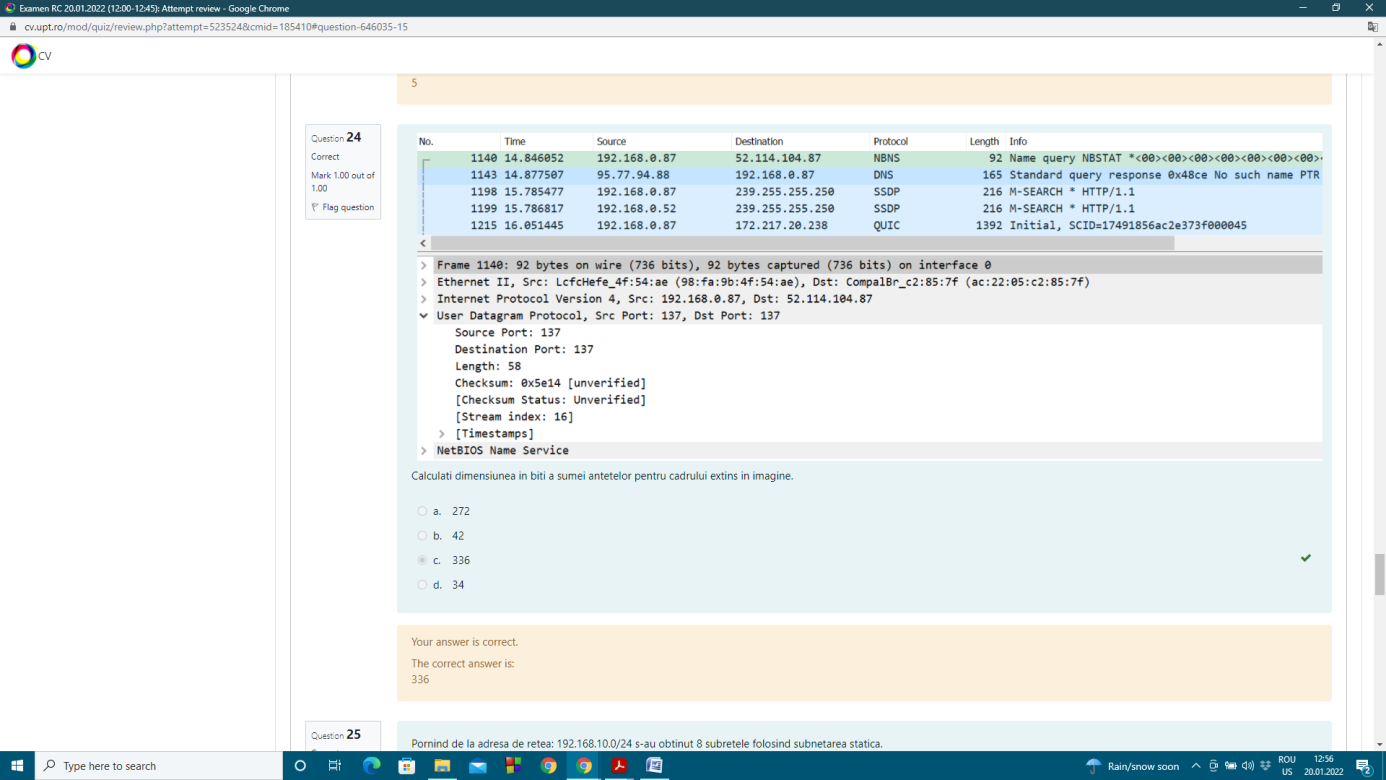 Examen RC 20.01.2022 (12:00-12:45): Attempt review - Google Chrome
cv.upt.ro/mod/quiz/review.php?attempt=523524&cmid=185410#question-646035-15
CV
5
Question 24
Correct
Mark 1.00 out of
1.00
Flag question
No. Time Source Destination Protocol Length Info
1140 14.846052 192.168.0.87 52.114.104.87 NBNS 92 Name query NBSTAT *<00><00><00><00><00><00><00>
1143 14.877507 95.77.94.88 192.168.0.87 DNS 165 Standard query response 0x48ce No such name PTR
1198 15.785477 192.168.0.87 239.255.255.250 SSDP 216 M-SEARCH * HTTP/1.1
1199 15.786817 192.168.0.52 239.255.255.250 SSDP 216 M-SEARCH * HTTP/1.1
1215 16.051445 192.168.0.87 172.217.20.238 QUIC 1392 Initial, SCID=17491856ac2e373f000045
Frame 1140: 92 bytes on wire (736 bits), 92 bytes captured (736 bits) on interface 0
Ethernet II, Src: LcfcHefe_4f:54:ae (98:fa:9b:4f:54:ae), Dst: CompalBr_c2:85:7f (ac:22:05:c2:85:7f)
Internet Protocol Version 4, Src: 192.168.0.87, Dst: 52.114.104.87
User Datagram Protocol, Src Port: 137, Dst Port: 137
Source Port: 137
Destination Port: 137
Length: 58
Checksum: 0x5e14 [unverified]
[Checksum Status: Unverified]
[Stream index: 16]
[Timestamps]
NetBIOS Name Service
Calculati dimensiunea in biti a sumei antetelor pentru cadrului extins in imagine.
a. 272
b. 42
c. 336
d. 34
Your answer is correct.
The correct answer is:
336
Question 25
Pornind de la adresa de retea: 192.168.10.0/24 s-au obtinut 8 subretele folosind subnetarea statica.
Type here to search
Rain/snow soon
ROU
US
12:56
20.01.2022
2